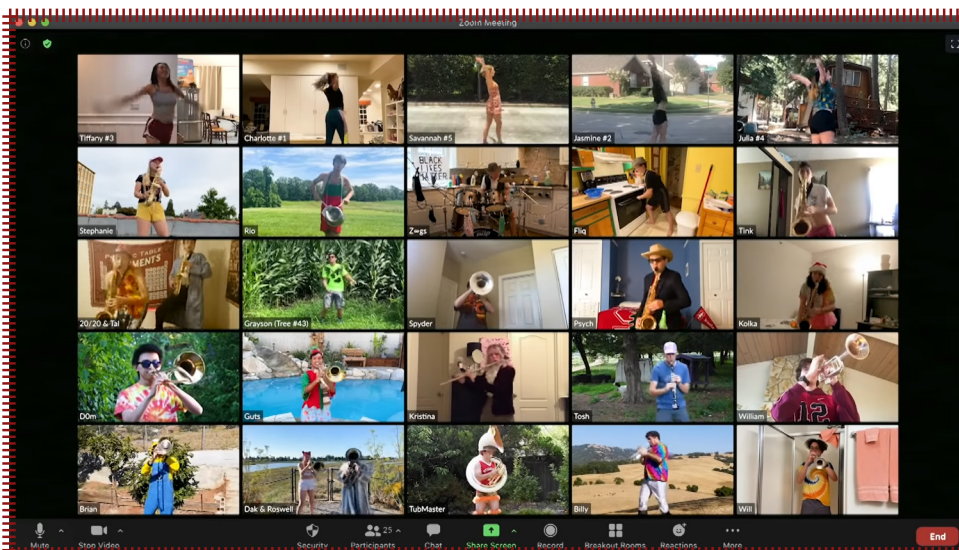 Zoom Meeting
Tiffany #3
Charlotte #1
Savannah #5
Jasmine #2
Julia #4
BLACK
LIVES
MATTER
Stephanie
Rio
Fliq
Tink
TABLE
MENTS
20/20 & Tal
Grayson (Tree #43)
Spyder
Psych
Kolka
D0m
Guts
Kristina
Tosh
12
William
Brian
Dak & Roswell
TubMaster
Billy
Will
Mute
Stop Video
Security
Participants
25
Chat
Share Screen
Record
Breakout Rooms
Reactions
More
End